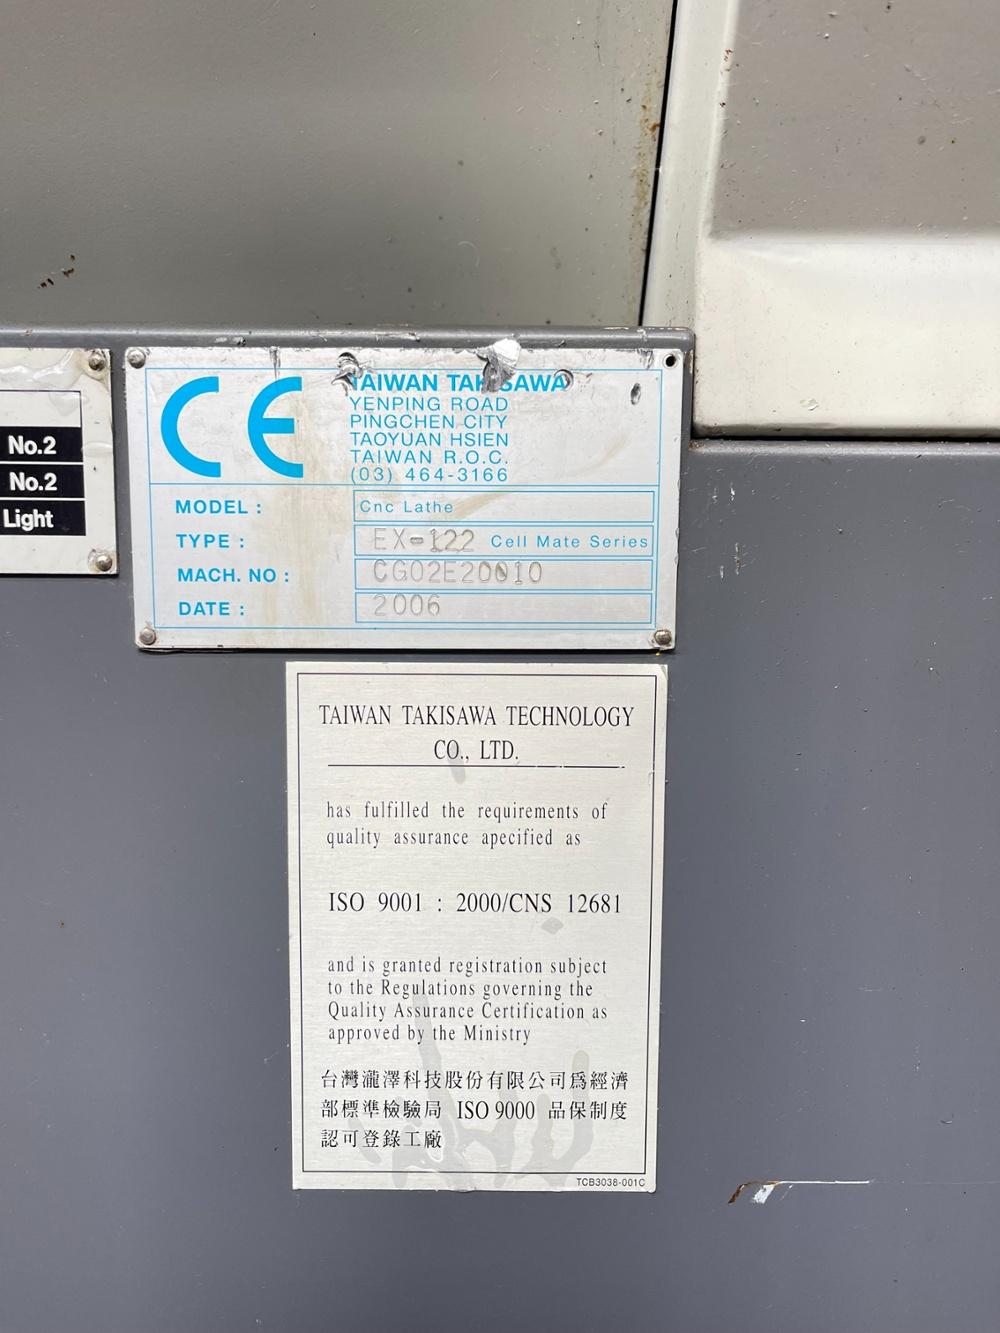 No.2
No.2
Light
CE
TAIWAN TAKISAWA
YENPING ROAD
PINGCHEN CITY
TAOYUAN HSIEN
TAIWAN R.O.C.
(03) 464-3166
MODEL : Cnc Lathe
TYPE : EX-122 Cell Mate Series
MACH. NO : CG02E20010
DATE : 2006
TAIWAN TAKISAWA TECHNOLOGY
CO., LTD.
has fulfilled the requirements of
quality assurance apecified as
ISO 9001 : 2000/CNS 12681
and is granted registration subject
to the Regulations governing the
Quality Assurance Certification as
approved by the Ministry
台灣瀧澤科技股份有限公司爲經濟
部標準檢驗局 ISO 9000 品保制度
認可登錄工廠
TCB3038-001C